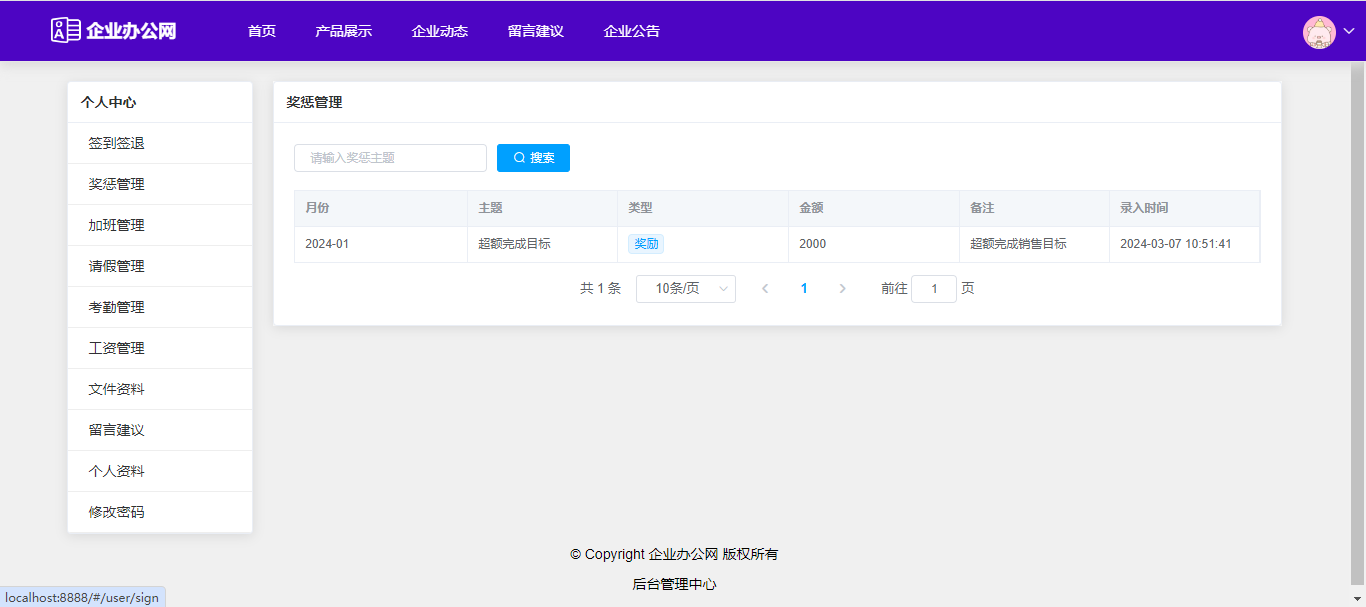 企业办公网 首页 产品展示 企业动态 留言建议 企业公告
个人中心
签到签退
奖惩管理
加班管理
请假管理
考勤管理
工资管理
文件资料
留言建议
个人资料
修改密码
奖惩管理
请输入奖惩主题 搜索
月份 主题 类型 金额 备注 录入时间
2024-01 超额完成目标 奖励 2000 超额完成销售目标 2024-03-07 10:51:41
共 1 条 10条/页 1 前往 1 页
© Copyright 企业办公网 版权所有
后台管理中心
localhost:8888/#/user/sign